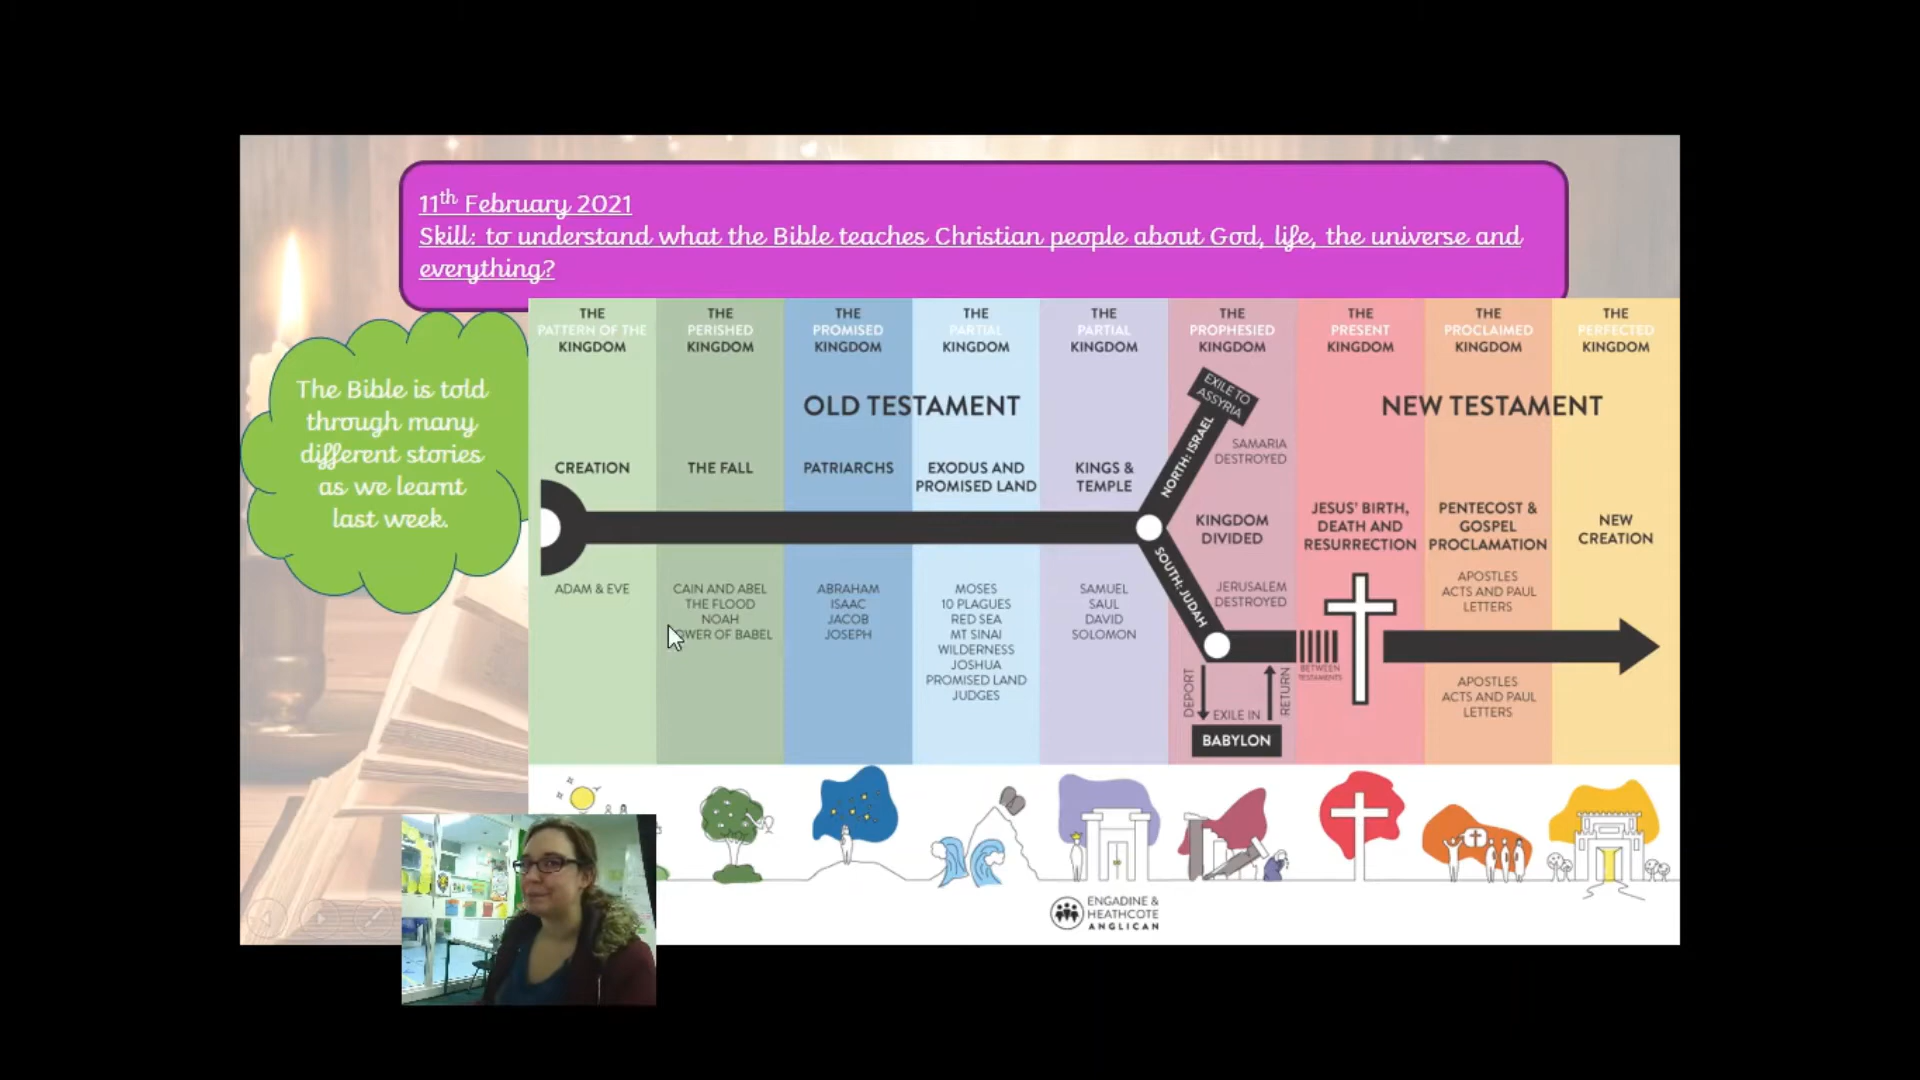 11th February 2021
Skill: to understand what the Bible teaches Christian people about God, life, the universe and
everything?
The Bible is told
through many
different stories
as we learnt
last week.
THE
PATTERN OF THE
KINGDOM
THE
PERISHED
KINGDOM
THE
PROMISED
KINGDOM
THE
PARTIAL
KINGDOM
THE
PARTIAL
KINGDOM
THE
PROPHESIED
KINGDOM
THE
PRESENT
KINGDOM
THE
PROCLAIMED
KINGDOM
THE
PERFECTED
KINGDOM
OLD TESTAMENT
NEW TESTAMENT
CREATION
THE FALL
PATRIARCHS
EXODUS AND
PROMISED LAND
KINGS &
TEMPLE
EXILE TO
ASSYRIA
NORTH: ISRAEL
SAMARIA
DESTROYED
KINGDOM
DIVIDED
SOUTH: JUDAH
JERUSALEM
DESTROYED
JESUS' BIRTH,
DEATH AND
RESURRECTION
PENTECOST &
GOSPEL
PROCLAMATION
NEW
CREATION
ADAM & EVE
CAIN AND ABEL
THE FLOOD
NOAH
OWER OF BABEL
ABRAHAM
ISAAC
JACOB
JOSEPH
MOSES
10 PLAGUES
RED SEA
MT SINAI
WILDERNESS
JOSHUA
PROMISED LAND
JUDGES
SAMUEL
SAUL
DAVID
SOLOMON
DEPORT
EXILE IN
RETURN
BABYLON
BETWEEN
TESTAMENTS
APOSTLES
ACTS AND PAUL
LETTERS
APOSTLES
ACTS AND PAUL
LETTERS
ENGADINE &
HEATHCOTE
ANGLICAN